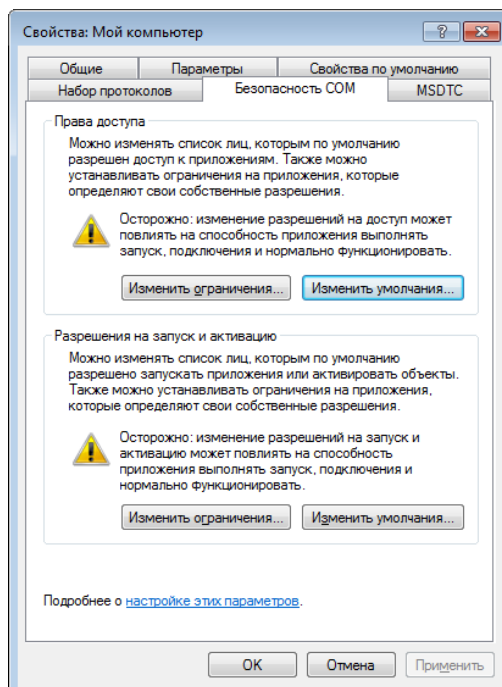 Свойства: Мой компьютер
Общие
Параметры
Свойства по умолчанию
Набор протоколов
Безопасность COM
MSDTC
Права доступа
Можно изменять список лиц, которым по умолчанию
разрешен доступ к приложениям. Также можно
устанавливать ограничения на приложения, которые
определяют свои собственные разрешения.
Осторожно: изменение разрешений на доступ может
повлиять на способность приложения выполнять
запуск, подключения и нормально функционировать.
Изменить ограничения...
Изменить умолчания...
Разрешения на запуск и активацию
Можно изменять список лиц, которым по умолчанию
разрешено запускать приложения или активировать объекты.
Также можно устанавливать ограничения на приложения,
которые определяют свои собственные разрешения.
Осторожно: изменение разрешений на запуск и
активацию может повлиять на способность
приложения выполнять запуск, подключения и
нормально функционировать.
Изменить ограничения...
Изменить умолчания...
Подробнее о настройке этих параметров.
OK
Отмена
Применить